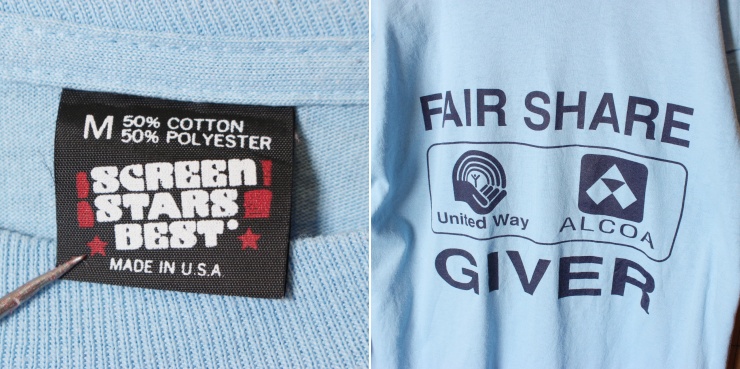 M 50% COTTON
50% POLYESTER
SCREEN
STARS
BEST
MADE IN U.S.A.
FAIR SHARE
United Way
ALCOA
GIVER